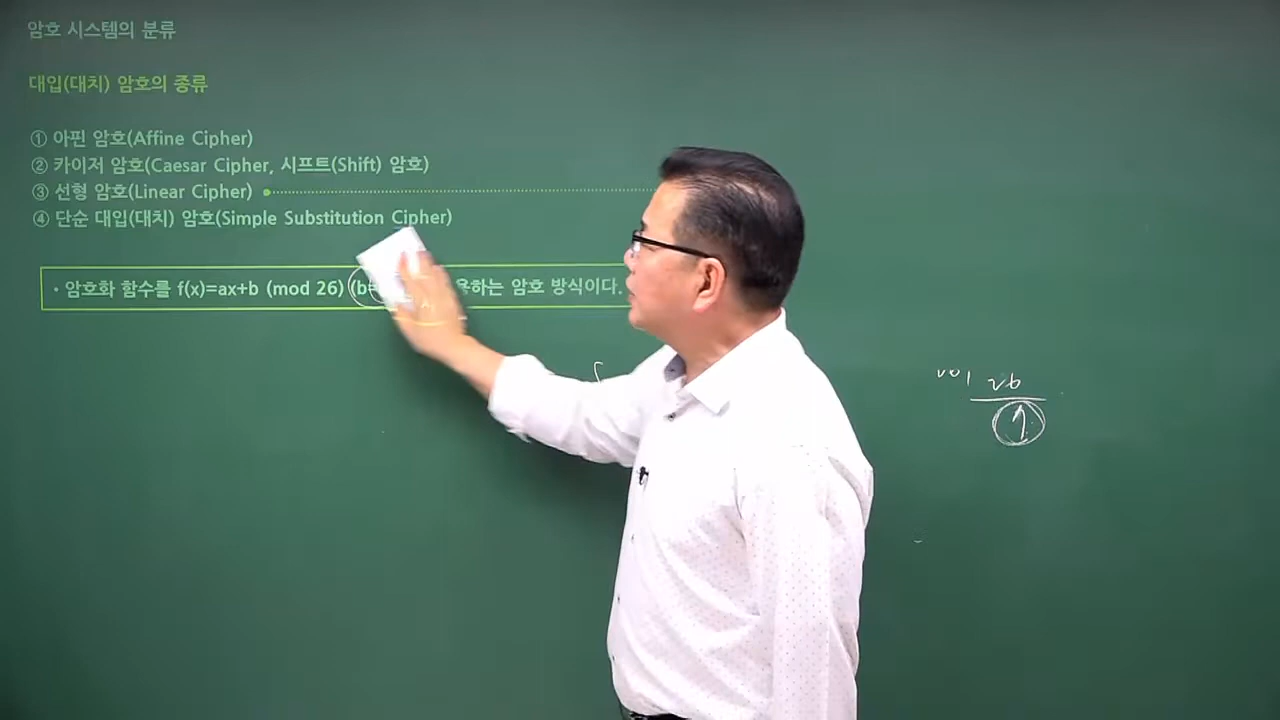 암호 시스템의 분류
대입(대치) 암호의 종류
① 아핀 암호(Affine Cipher)
② 카이저 암호(Caesar Cipher, 시프트(Shift) 암호)
③ 선형 암호(Linear Cipher)
④ 단순 대입(대치) 암호(Simple Substitution Cipher)
· 암호화 함수를 f(x)=ax+b (mod 26) (b= 하는 암호 방식이다.
26